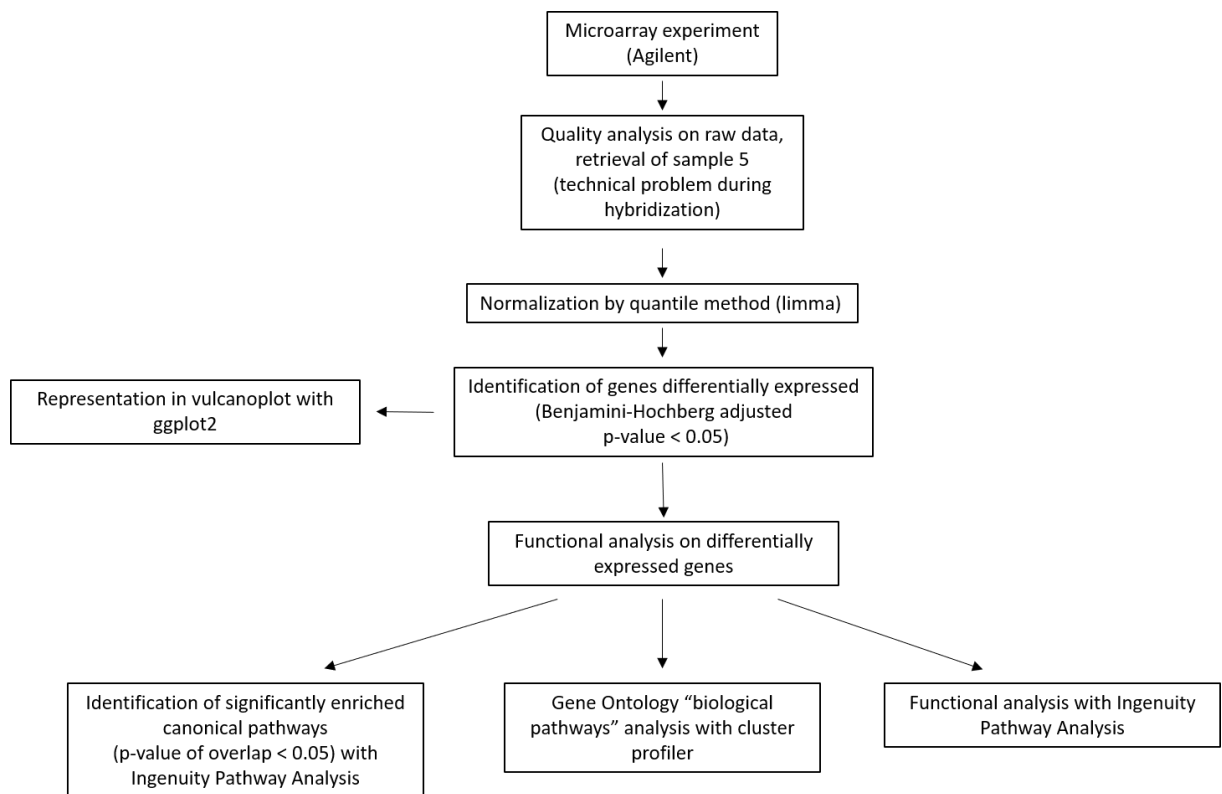 Microarray experiment
(Agilent)
Quality analysis on raw data,
retrieval of sample 5
(technical problem during
hybridization)
Normalization by quantile method (limma)
Identification of genes differentially expressed
(Benjamini-Hochberg adjusted
p-value < 0.05)
Representation in vulcanoplot with
ggplot2
Functional analysis on differentially
expressed genes
Identification of significantly enriched
canonical pathways
(p-value of overlap < 0.05) with
Ingenuity Pathway Analysis
Gene Ontology “biological
pathways” analysis with cluster
profiler
Functional analysis with Ingenuity
Pathway Analysis